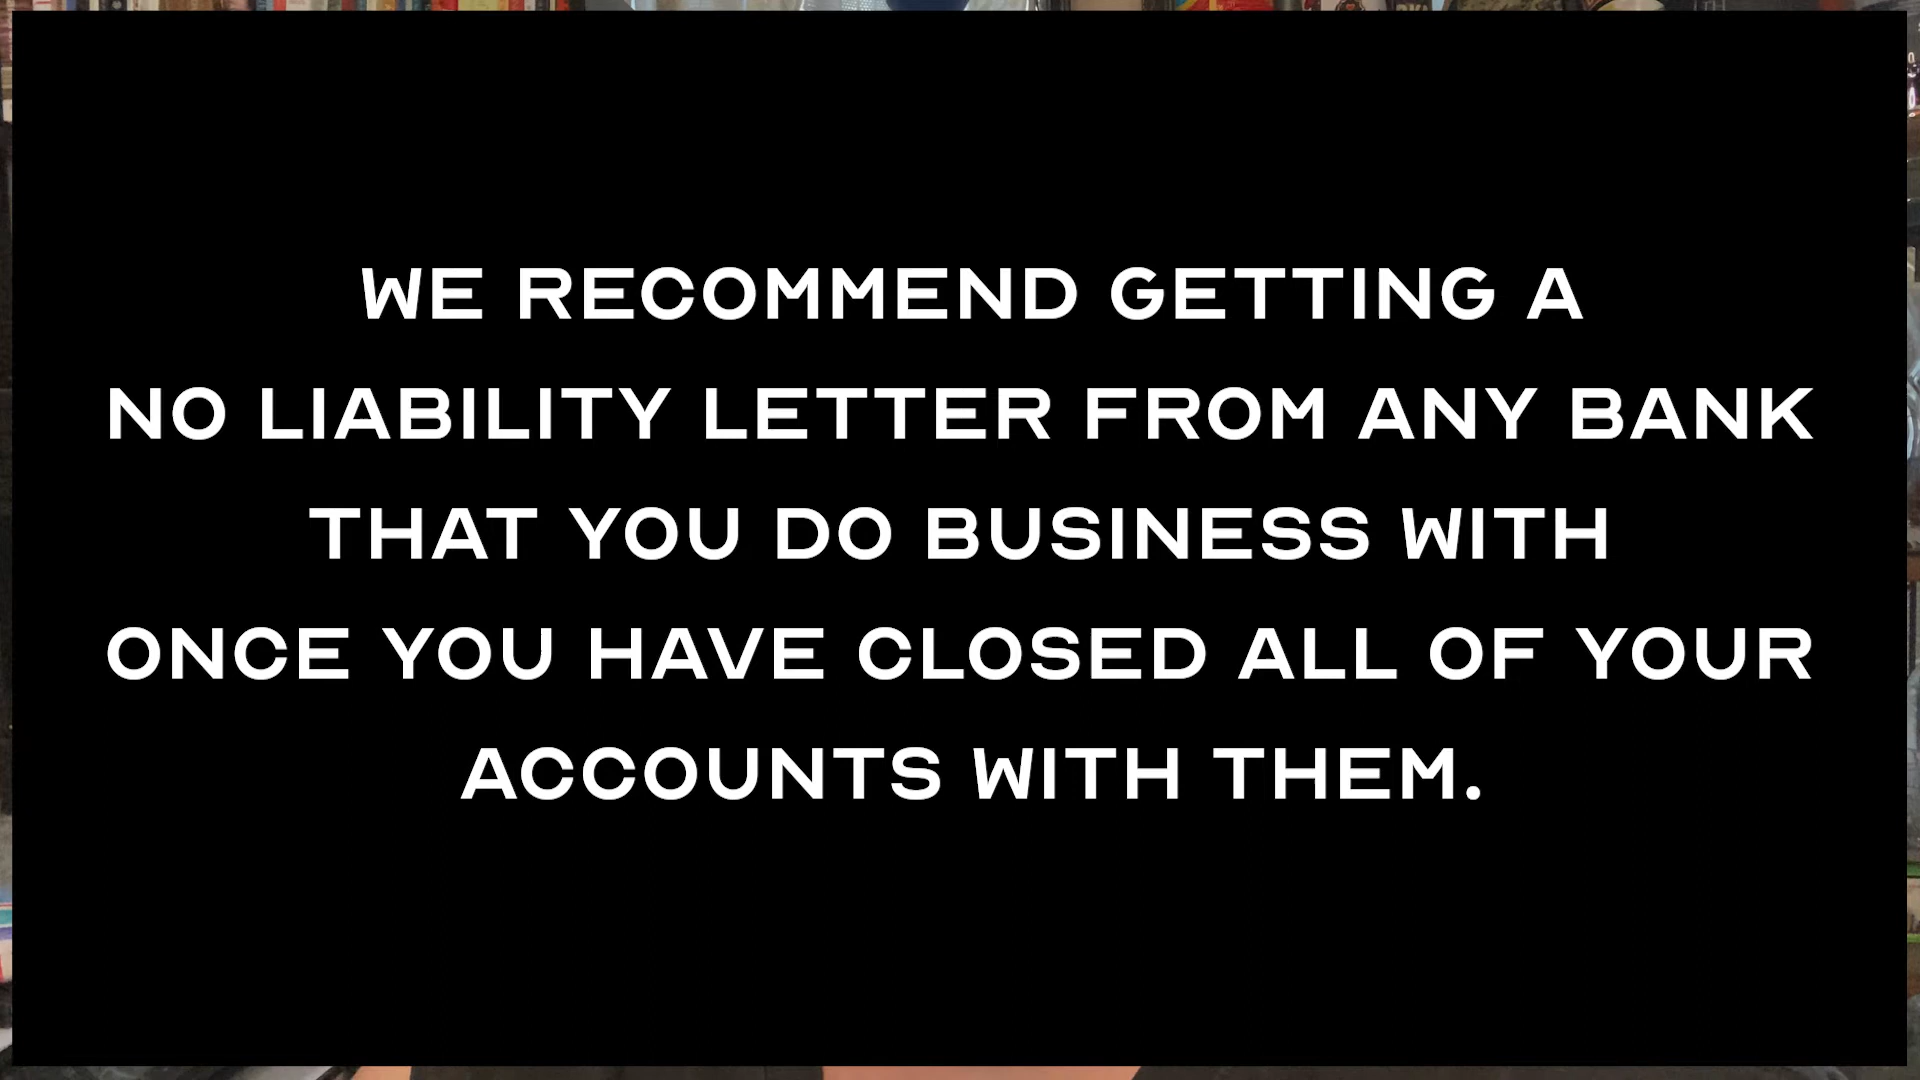 WE RECOMMEND GETTING A
NO LIABILITY LETTER FROM ANY BANK
THAT YOU DO BUSINESS WITH
ONCE YOU HAVE CLOSED ALL OF YOUR
ACCOUNTS WITH THEM.